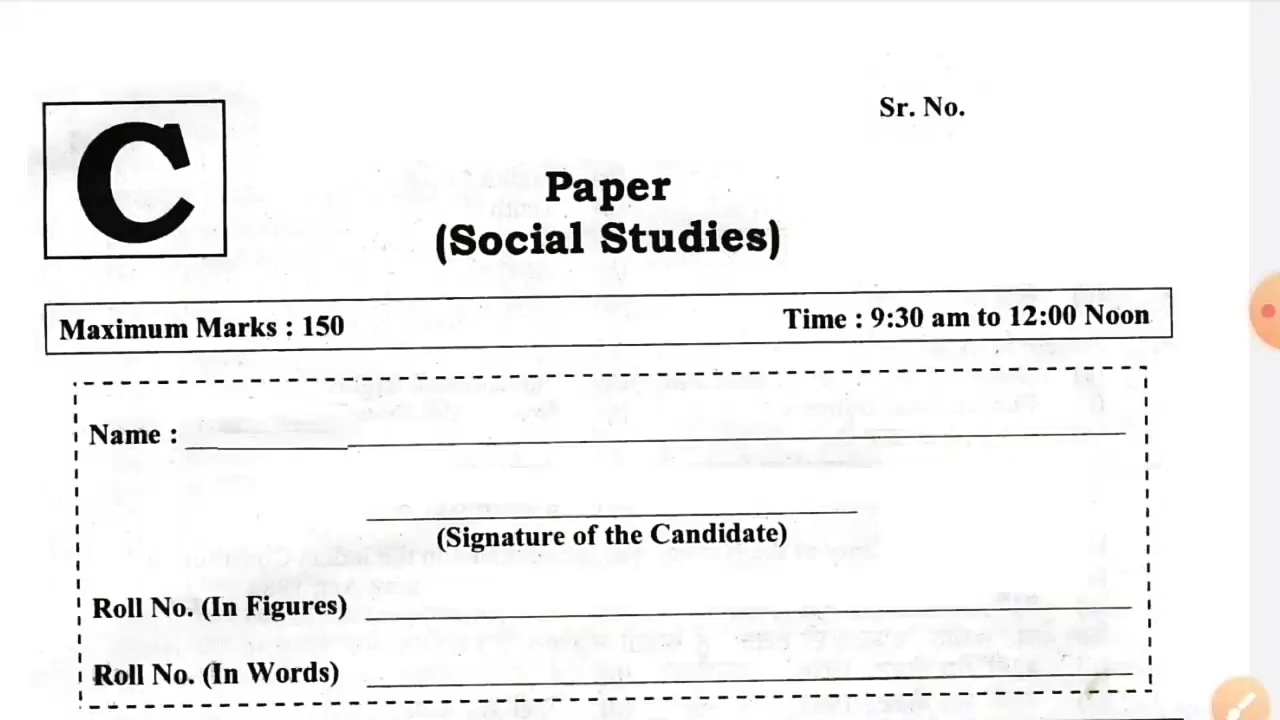 C
Sr. No.
Paper
(Social Studies)
Maximum Marks : 150
Time : 9:30 am to 12:00 Noon
Name :
(Signature of the Candidate)
Roll No. (In Figures)
Roll No. (In Words)